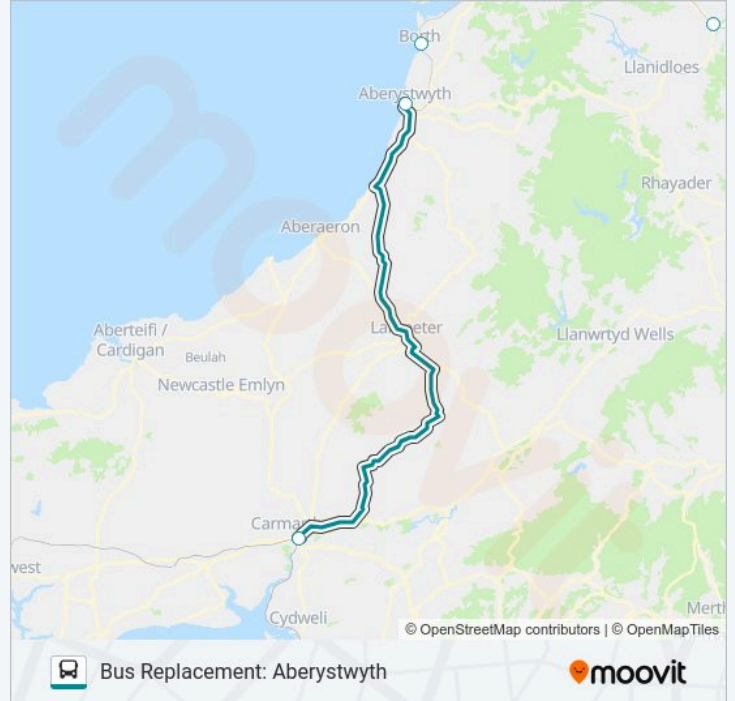 Borth
Llanidloes
Aberystwyth
Rhayader
Aberaeron
Aberteifi /
Cardigan
Beulah
Newcastle Emlyn
Llanwrtyd Wells
Cydweli
© OpenStreetMap contributors | © OpenMapTiles
Bus Replacement: Aberystwyth
moovit